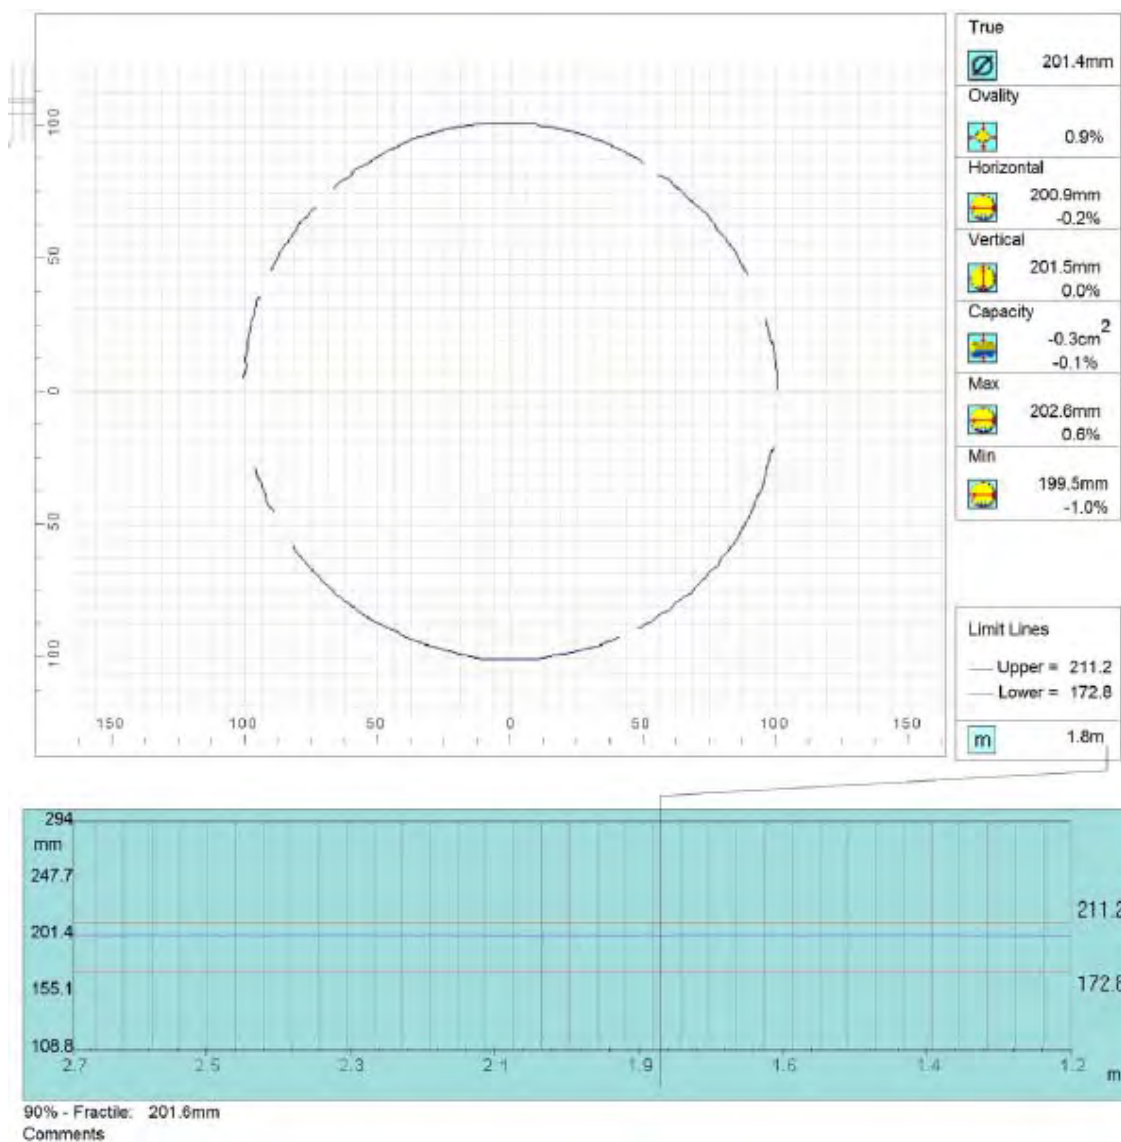 True
201.4mm
Ovality
0.9%
Horizontal
200.9mm
-0.2%
Vertical
201.5mm
0.0%
Capacity
-0.3cm 2
-0.1%
Max
202.6mm
0.6%
Min
199.5mm
-1.0%
100
50
0
50
100
150 100 50 0 50 100 150
Limit Lines
Upper = 211.2
Lower = 172.8
m 1.8m
294
mm
247.7
201.4
155.1
108.8
211.2
172.8
2.7 2.5 2.3 2.1 1.9 1.6 1.4 1.2
m
90% - Fractile: 201.6mm
Comments